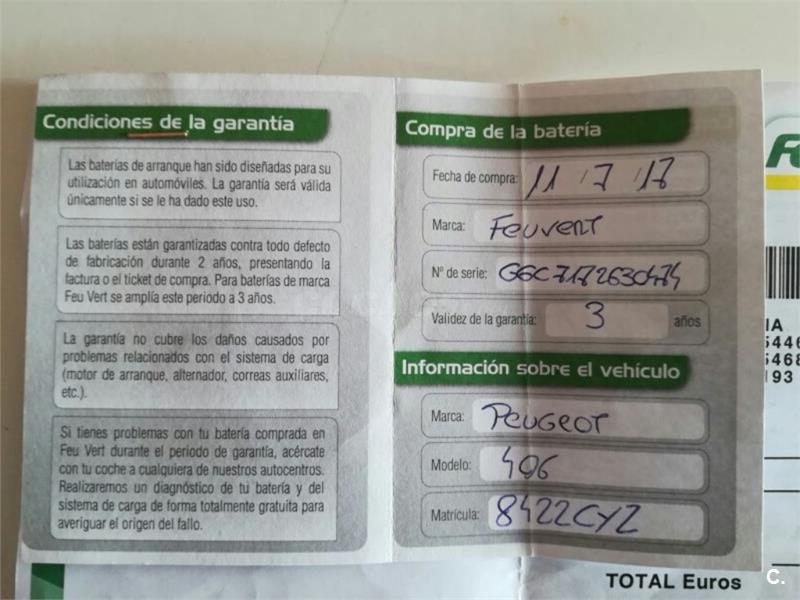 Condiciones de la garantía
Las baterías de arranque han sido diseñadas para su
utilización en automóviles. La garantía será válida
únicamente si se le ha dado este uso.
Las baterías están garantizadas contra todo defecto
de fabricación durante 2 años, presentando la
factura o el ticket de compra. Para baterías de marca
Feu Vert se amplía este periodo a 3 años.
La garantía no cubre los daños causados por
problemas relacionados con el sistema de carga
(motor de arranque, alternador, correas auxiliares,
etc.).
Si tienes problemas con tu batería comprada en
Feu Vert durante el periodo de garantía, acércate
con tu coche a cualquiera de nuestros autocentros.
Realizaremos un diagnóstico de tu batería y del
sistema de carga de forma totalmente gratuita para
averiguar el origen del fallo.
Compra de la batería
Fecha de compra: 11 / 7 / 17
Marca: Feuvert
N° de serie:
Validez de la garantía: 3 años
Información sobre el vehículo
Marca: PEUGEOT
Modelo: 406
Matrícula: 8422CYZ
IA
5446
5468
193
TOTAL Euros
C.